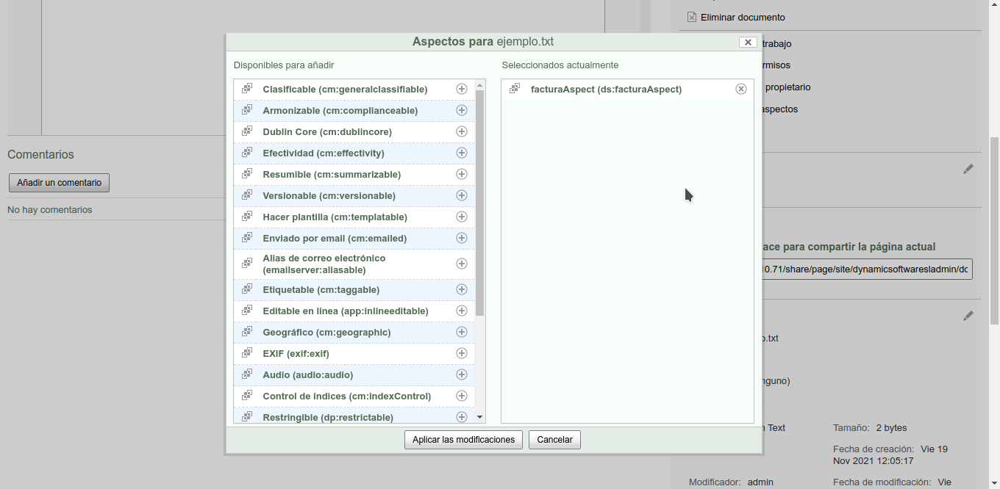 Eliminar documento
Aspectos para ejemplo.txt
trabajo
Disponibles para añadir
Seleccionados actualmente
Clasificable (cm:generalclassifiable)
facturaAspect (ds:facturaAspect)
propietario
Armonizable (cm:complianceable)
aspectos
Dublin Core (cm:dublincore)
Efectividad (cm:effectivity)
Comentarios
Resumible (cm:summarizable)
Añadir un comentario
Versionable (cm:versionable)
No hay comentarios
Hacer plantilla (cm:templatable)
Enviado por email (cm:emailed)
para compartir la página actual
Alias de correo electrónico
(emailserver:aliasable)
0.71/share/page/site/dynamicsoftwaresladmin/dc
Etiquetable (cm:taggable)
Editable en línea (app:inlineeditable)
Geográfico (cm:geographic)
.txt
EXIF (exif:exif)
Audio (audio:audio)
Control de índices (cm:indexControl)
Restringible (dp:restrictable)
Text
Tamaño: 2 bytes
Aplicar las modificaciones
Cancelar
Fecha de creación: Vie 19
Nov 2021 12:05:17
Modificador: admin
Fecha de modificación: Vie